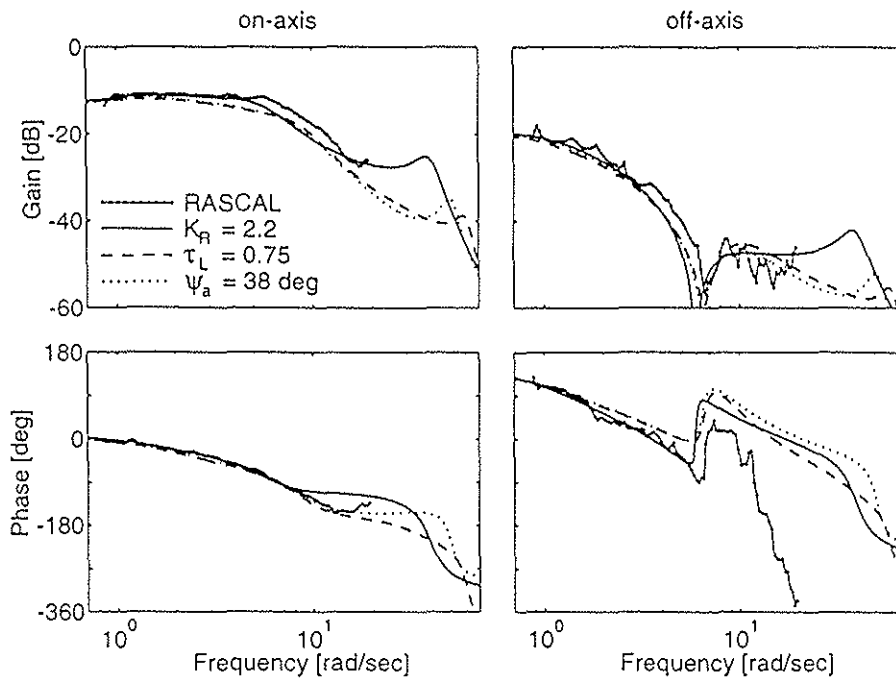 on-axis off-axis
0
-20
-40
-60
Gain [dB]
RASCAL
K_R = 2.2
τ_L = 0.75
ψ_a = 38 deg
180
0
-180
-360
Phase [deg]
10^0 10^1 10^0 10^1
Frequency [rad/sec] Frequency [rad/sec]